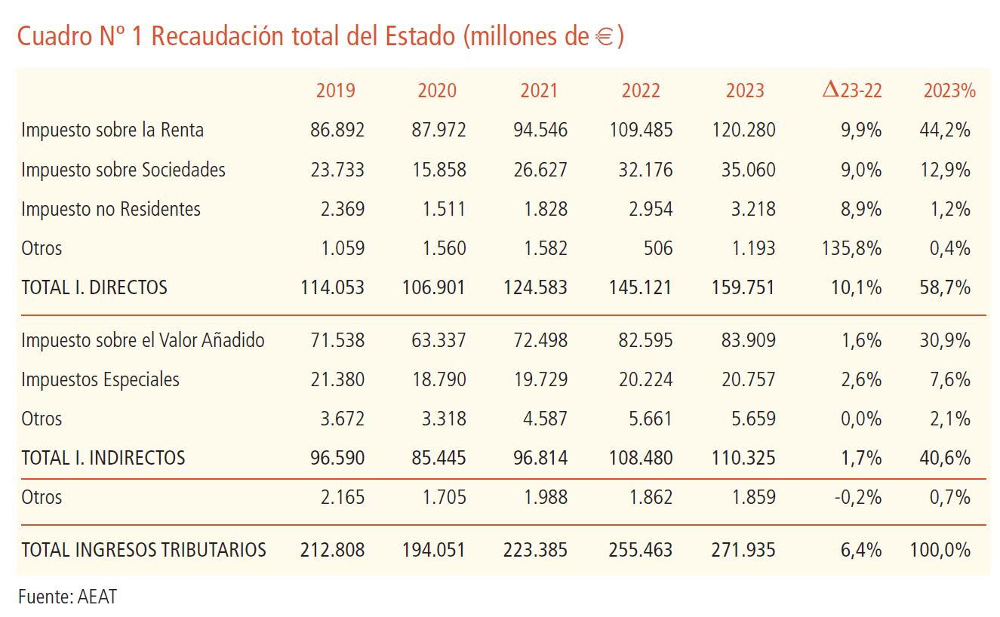 Cuadro Nº 1 Recaudación total del Estado (millones de €)
2019 2020 2021 2022 2023 Δ23-22 2023%
Impuesto sobre la Renta 86.892 87.972 94.546 109.485 120.280 9,9% 44,2%
Impuesto sobre Sociedades 23.733 15.858 26.627 32.176 35.060 9,0% 12,9%
Impuesto no Residentes 2.369 1.511 1.828 2.954 3.218 8,9% 1,2%
Otros 1.059 1.560 1.582 506 1.193 135,8% 0,4%
TOTAL I. DIRECTOS 114.053 106.901 124.583 145.121 159.751 10,1% 58,7%
Impuesto sobre el Valor Añadido 71.538 63.337 72.498 82.595 83.909 1,6% 30,9%
Impuestos Especiales 21.380 18.790 19.729 20.224 20.757 2,6% 7,6%
Otros 3.672 3.318 4.587 5.661 5.659 0,0% 2,1%
TOTAL I. INDIRECTOS 96.590 85.445 96.814 108.480 110.325 1,7% 40,6%
Otros 2.165 1.705 1.988 1.862 1.859 -0,2% 0,7%
TOTAL INGRESOS TRIBUTARIOS 212.808 194.051 223.385 255.463 271.935 6,4% 100,0%
Fuente: AEAT